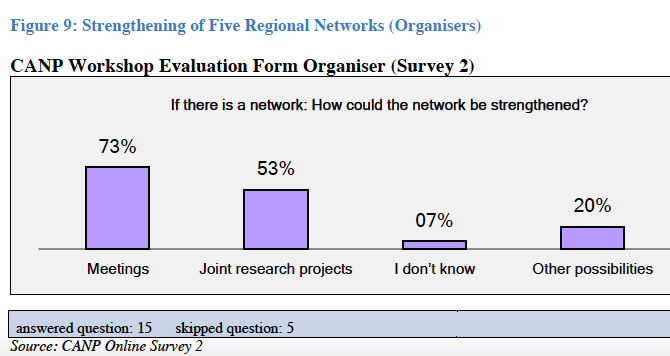 Figure 9: Strengthening of Five Regional Networks (Organisers)
CANP Workshop Evaluation Form Organiser (Survey 2)
If there is a network: How could the network be strengthened?
73%
53%
07%
20%
Meetings
Joint research projects
I don't know
Other possibilities
answered question: 15 skipped question: 5
Source: CANP Online Survey 2